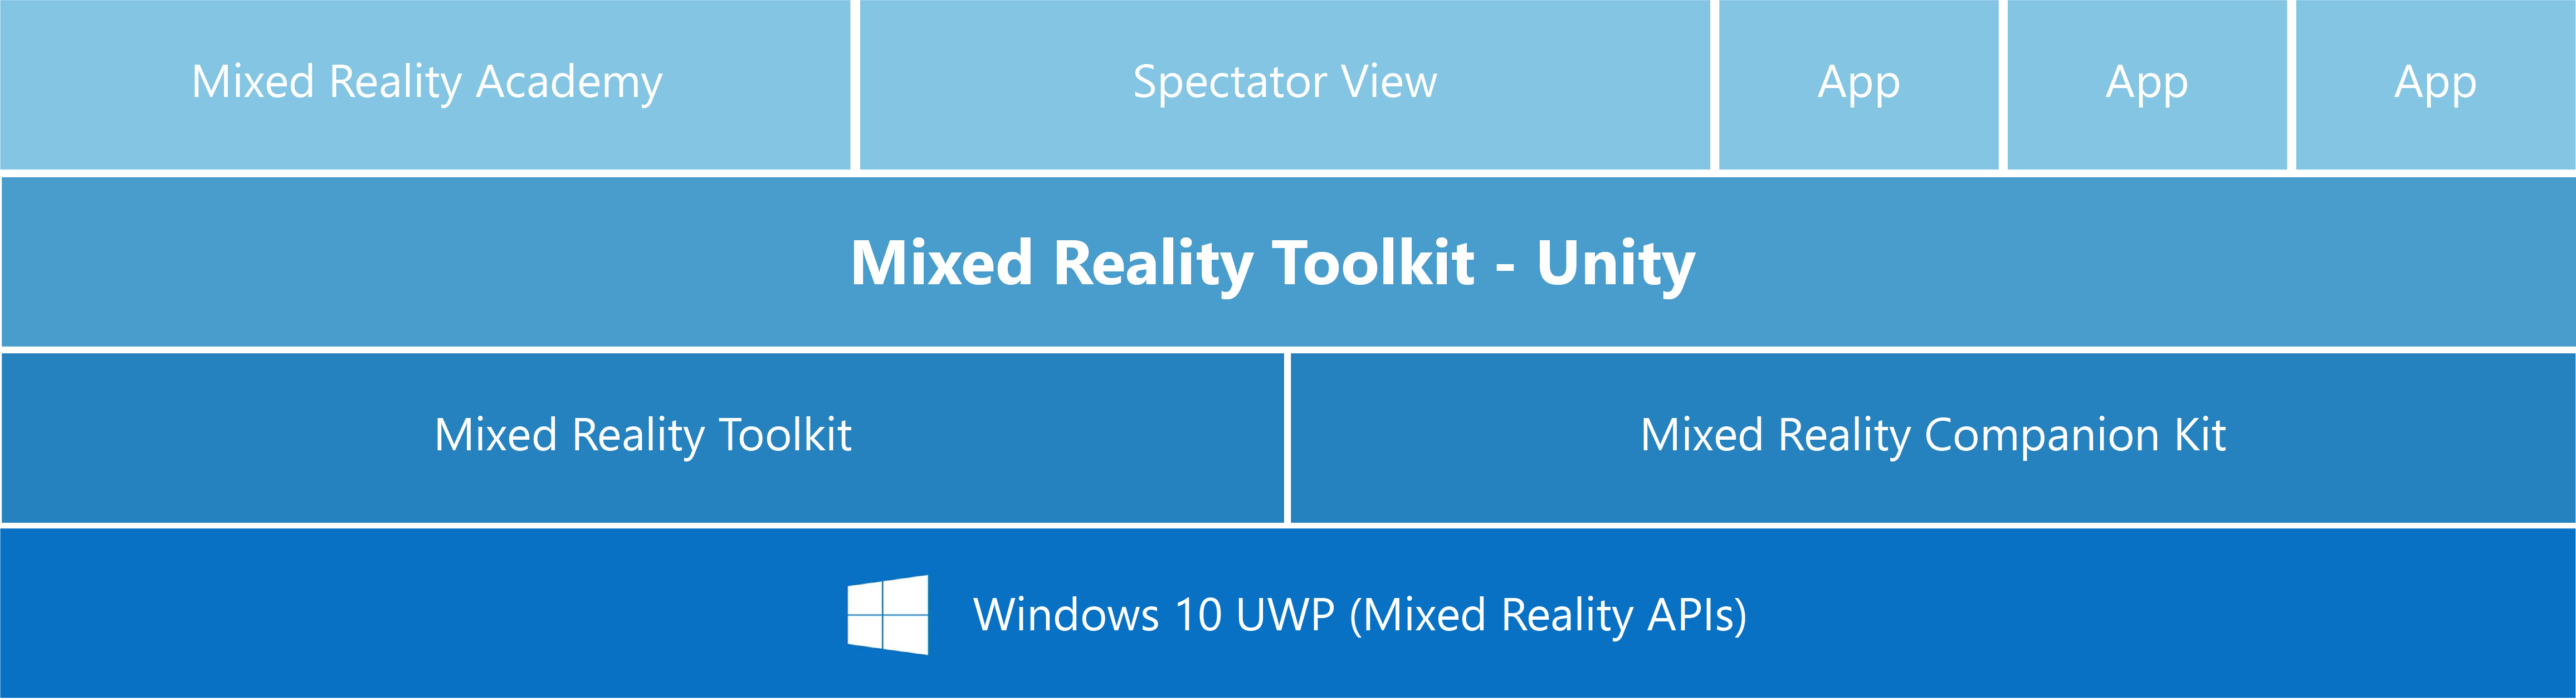 Mixed Reality Academy
Spectator View
App
App
App
Mixed Reality Toolkit - Unity
Mixed Reality Toolkit
Mixed Reality Companion Kit
Windows 10 UWP (Mixed Reality APIs)